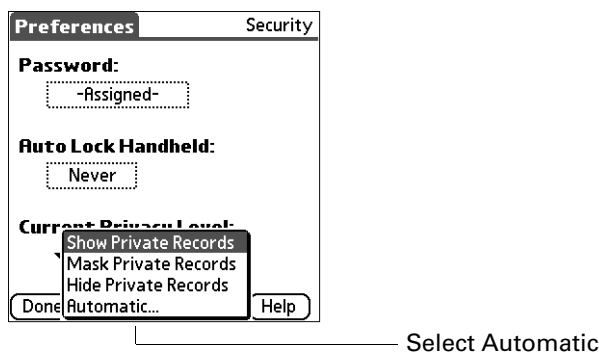 Preferences Security
Password:
-Assigned-
Auto Lock Handheld:
Never
Current Privacy Level:
Show Private Records
Mask Private Records
Hide Private Records
Done Automatic... Help
Select Automatic